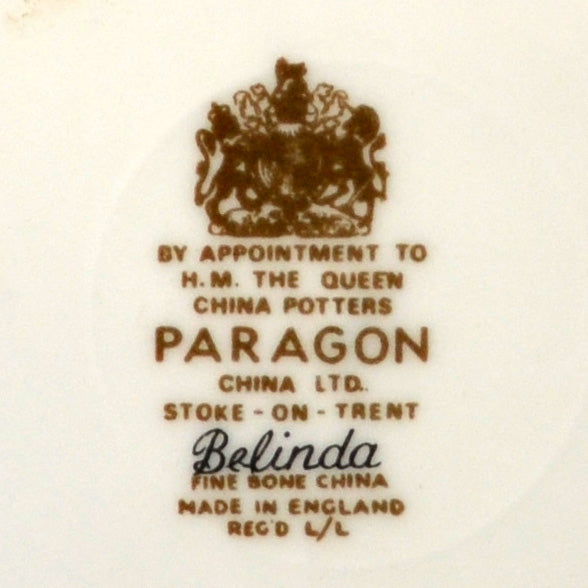 BY APPOINTMENT TO
H.M. THE QUEEN
CHINA POTTERS
PARAGON
CHINA LTD.
STOKE-ON-TRENT
Belinda
FINE BONE CHINA
MADE IN ENGLAND
REG'D L/L